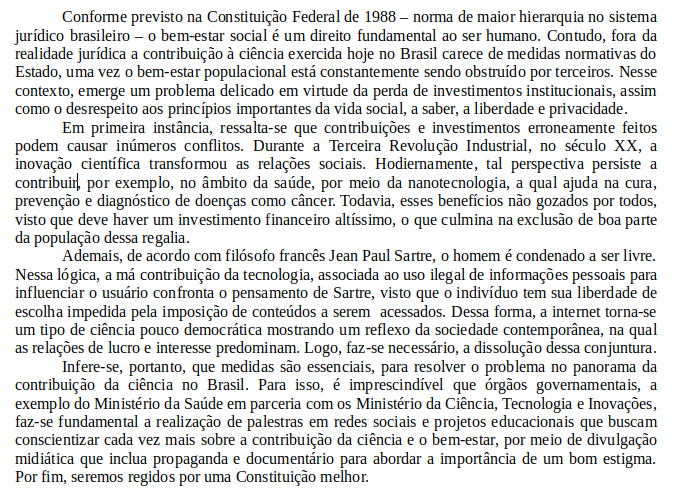 Conforme previsto na Constituição Federal de 1988 – norma de maior hierarquia no sistema
jurídico brasileiro – o bem-estar social é um direito fundamental ao ser humano. Contudo, fora da
realidade jurídica a contribuição à ciência exercida hoje no Brasil carece de medidas normativas do
Estado, uma vez o bem-estar populacional está constantemente sendo obstruído por terceiros. Nesse
contexto, emerge um problema delicado em virtude da perda de investimentos institucionais, assim
como o desrespeito aos princípios importantes da vida social, a saber, a liberdade e privacidade.
Em primeira instância, ressalta-se que contribuições e investimentos erroneamente feitos
podem causar inúmeros conflitos. Durante a Terceira Revolução Industrial, no século XX, a
inovação científica transformou as relações sociais. Hodiernamente, tal perspectiva persiste a
contribuir, por exemplo, no âmbito da saúde, por meio da nanotecnologia, a qual ajuda na cura,
prevenção e diagnóstico de doenças como câncer. Todavia, esses benefícios não gozados por todos,
visto que deve haver um investimento financeiro altíssimo, o que culmina na exclusão de boa parte
da população dessa regalia.
Ademais, de acordo com filósofo francês Jean Paul Sartre, o homem é condenado a ser livre.
Nessa lógica, a má contribuição da tecnologia, associada ao uso ilegal de informações pessoais para
influenciar o usuário confronta o pensamento de Sartre, visto que o indivíduo tem sua liberdade de
escolha impedida pela imposição de conteúdos a serem acessados. Dessa forma, a internet torna-se
um tipo de ciência pouco democrática mostrando um reflexo da sociedade contemporânea, na qual
as relações de lucro e interesse predominam. Logo, faz-se necessário, a dissolução dessa conjuntura.
Infere-se, portanto, que medidas são essenciais, para resolver o problema no panorama da
contribuição da ciência no Brasil. Para isso, é imprescindível que órgãos governamentais, a
exemplo do Ministério da Saúde em parceria com os Ministério da Ciência, Tecnologia e Inovações,
faz-se fundamental a realização de palestras em redes sociais e projetos educacionais que buscam
conscientizar cada vez mais sobre a contribuição da ciência e o bem-estar, por meio de divulgação
midiática que inclua propaganda e documentário para abordar a importância de um bom estigma.
Por fim, seremos regidos por uma Constituição melhor.